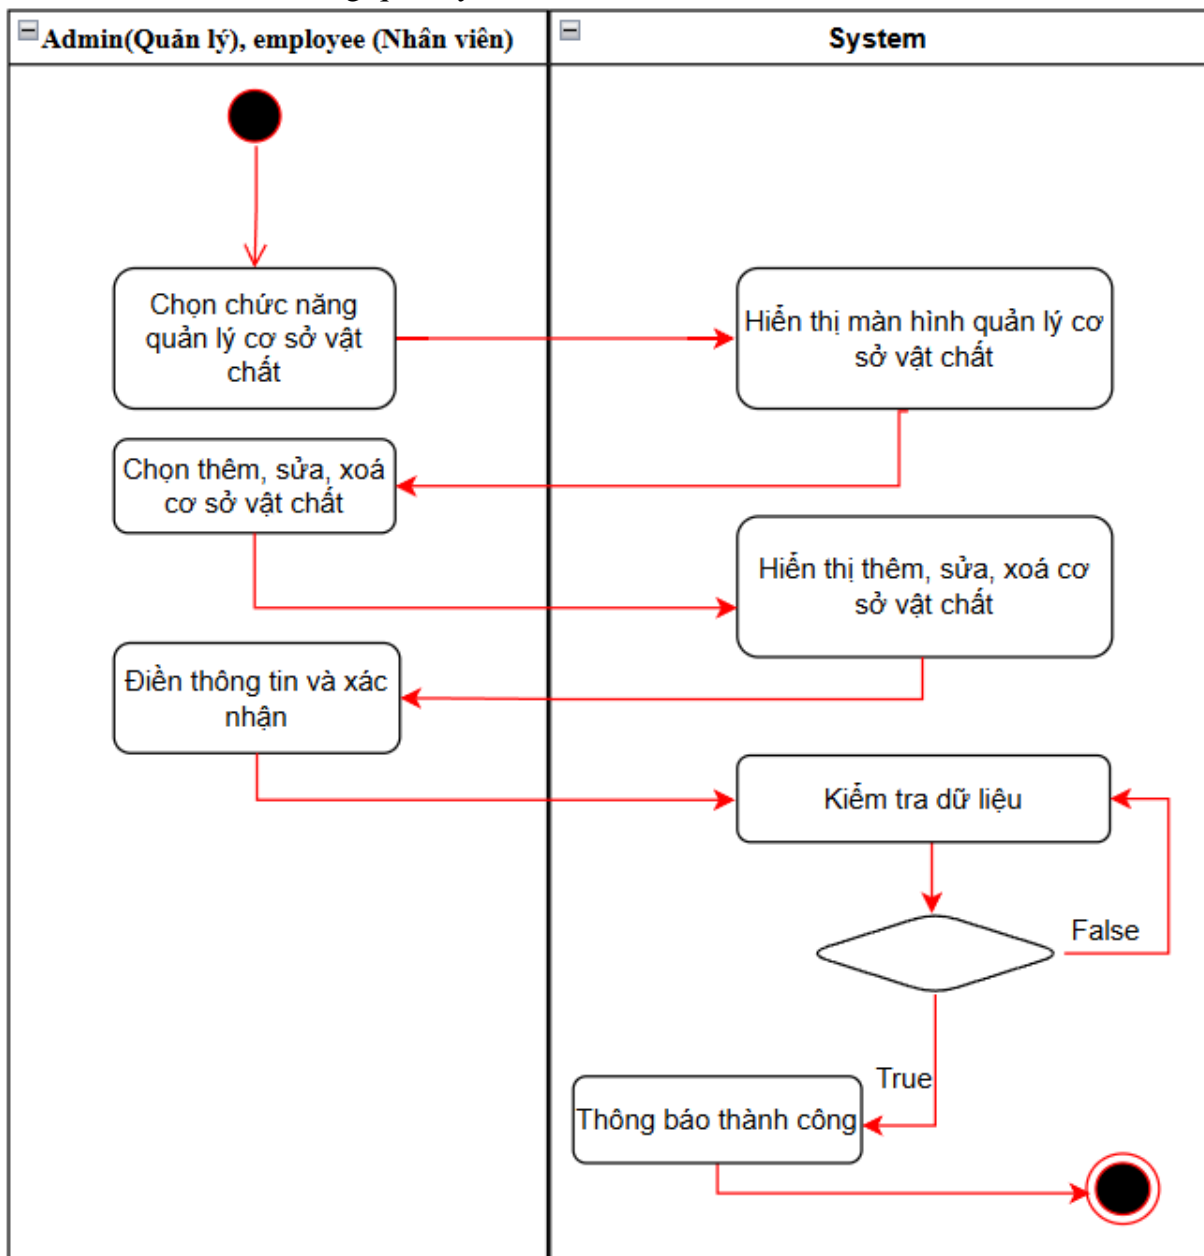 Admin(Quản lý), employee (Nhân viên)
System
Chọn chức năng
quản lý cơ sở vật
chất
Hiển thị màn hình quản lý cơ
sở vật chất
Chọn thêm, sửa, xoá
cơ sở vật chất
Hiển thị thêm, sửa, xoá cơ
sở vật chất
Điền thông tin và xác
nhận
Kiểm tra dữ liệu
False
True
Thông báo thành công